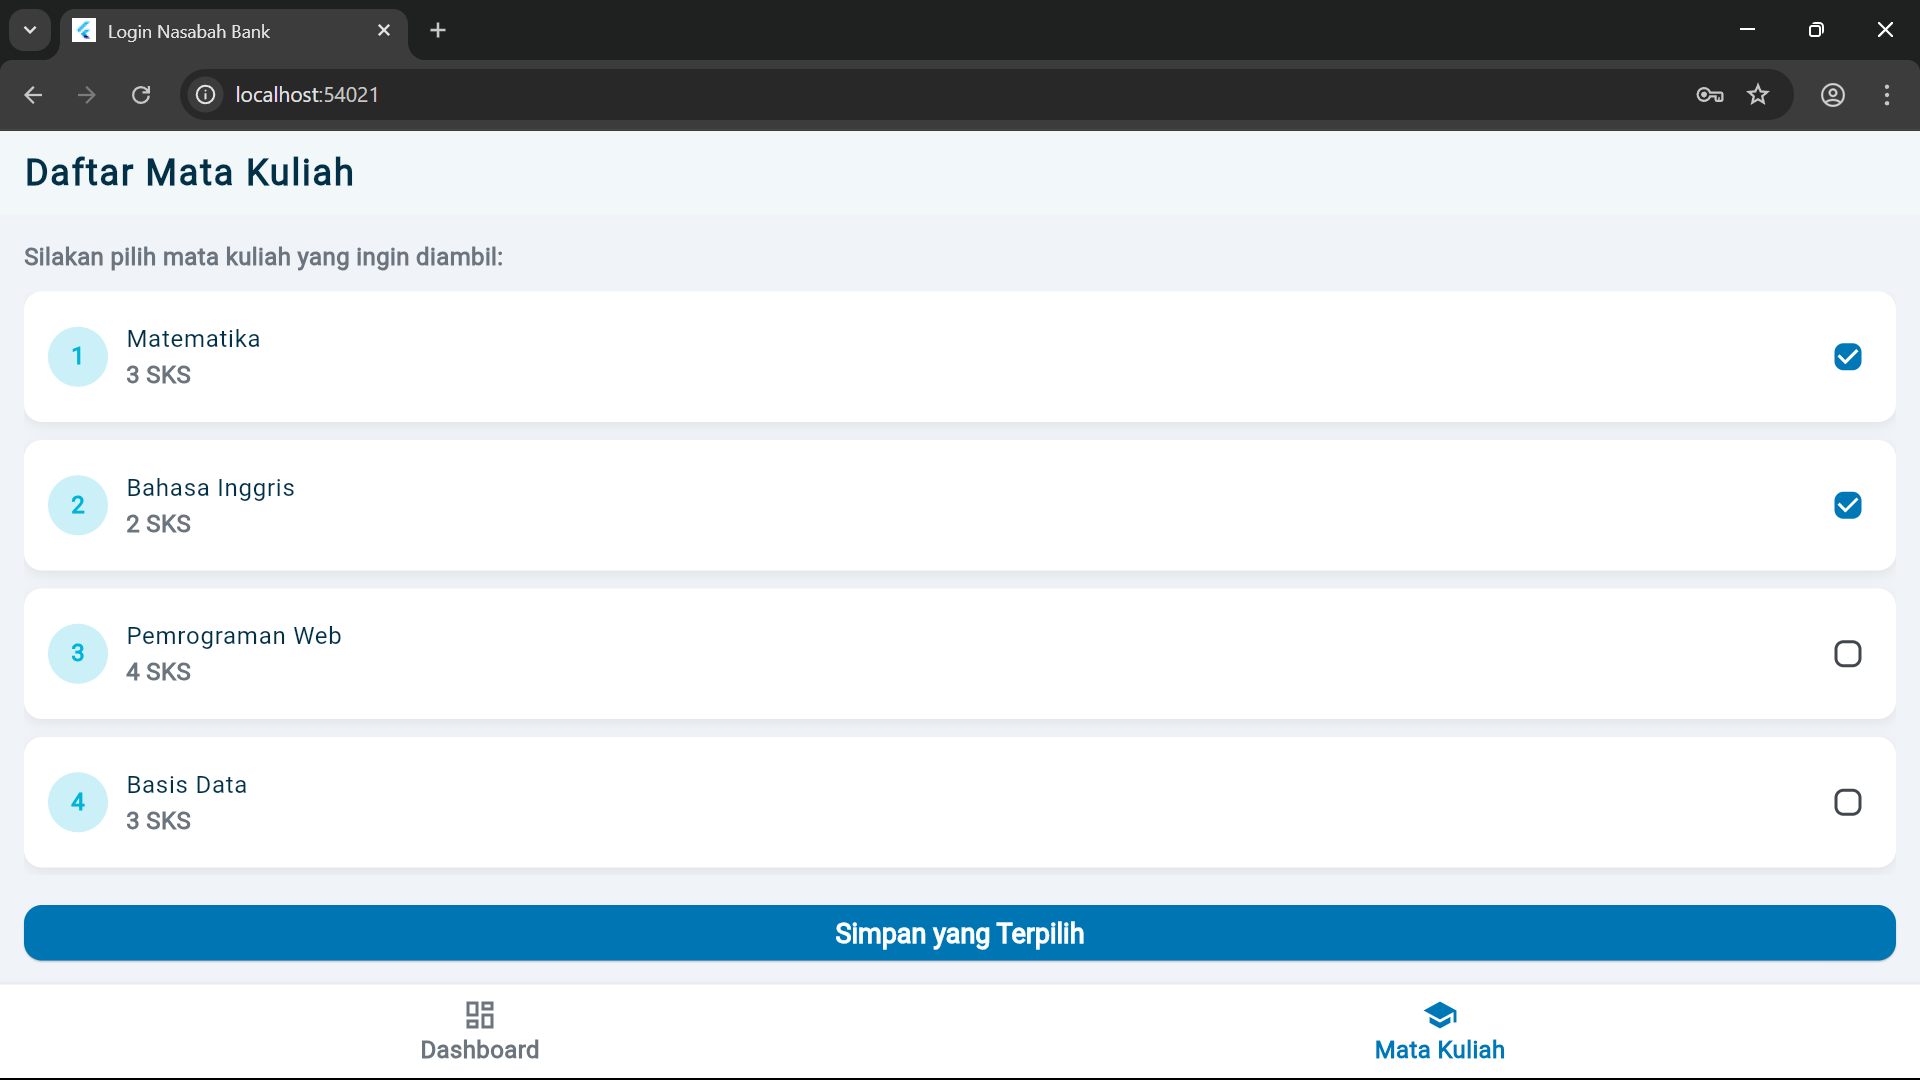 Login Nasabah Bank
localhost:54021
Daftar Mata Kuliah
Silakan pilih mata kuliah yang ingin diambil:
1
Matematika
3 SKS
2
Bahasa Inggris
2 SKS
3
Pemrograman Web
4 SKS
4
Basis Data
3 SKS
Simpan yang Terpilih
Dashboard
Mata Kuliah